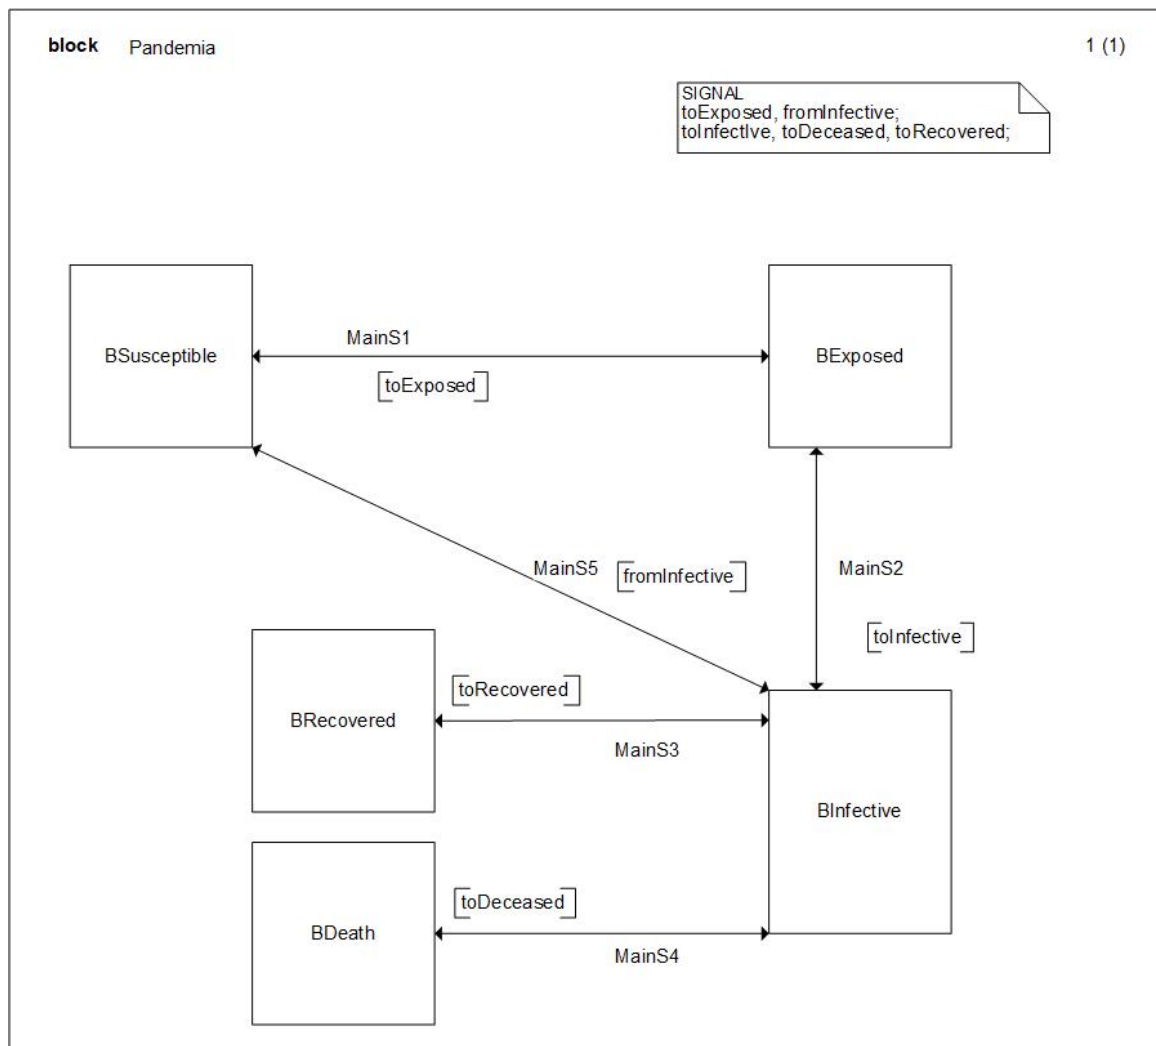 block Pandemia 1 (1)
SIGNAL
toExposed, fromInfective;
toInfectIve, toDeceased, toRecovered;
BSusceptible
MainS1
[toExposed]
BExposed
MainS5
[fromInfective]
MainS2
[toInfective]
BRecovered
[toRecovered]
MainS3
BInfective
BDeath
[toDeceased]
MainS4